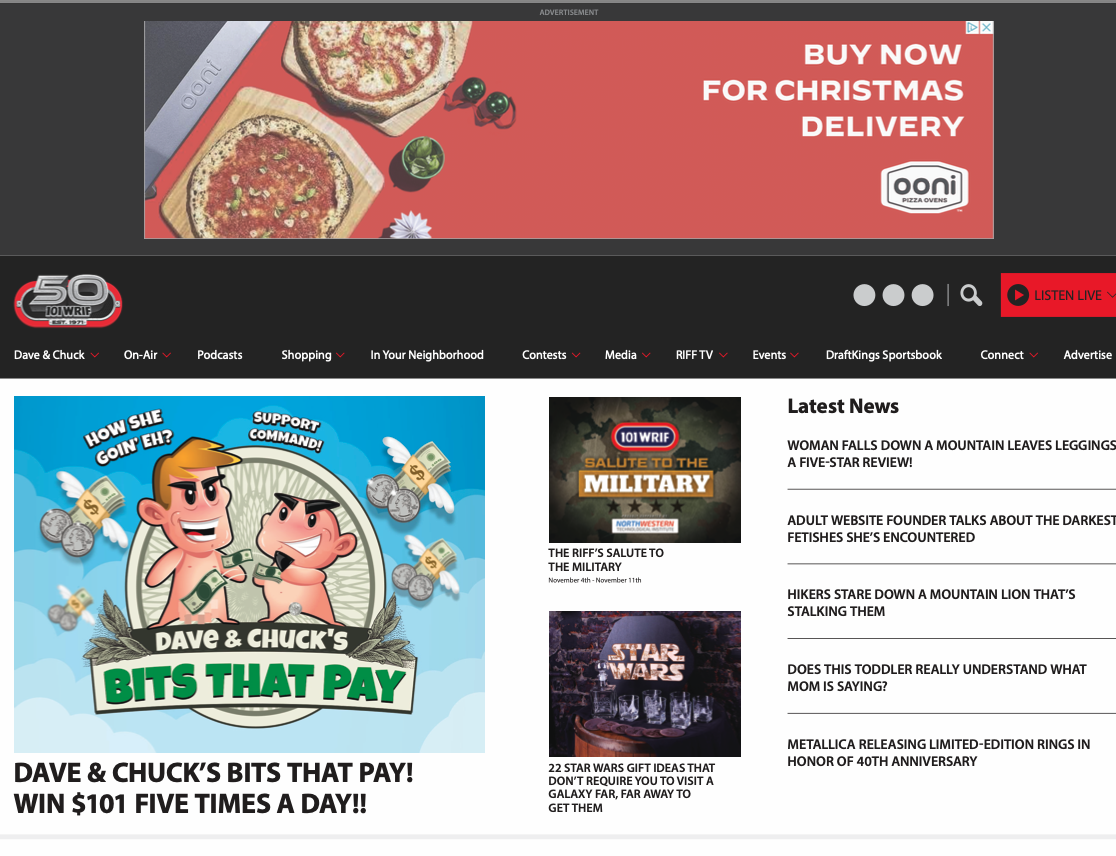 ADVERTISEMENT
ooni
BUY NOW
FOR CHRISTMAS
DELIVERY
ooni
PIZZA OVENS
50
101 WRIF
EST. 1971
LISTEN LIVE
Dave & Chuck
On-Air
Podcasts
Shopping
In Your Neighborhood
Contests
Media
RIFF TV
Events
DraftKings Sportsbook
Connect
Advertise
HOW SHE
GOIN' EH?
SUPPORT
COMMAND!
DAVE & CHUCK'S
BITS THAT PAY
DAVE & CHUCK'S BITS THAT PAY!
WIN $101 FIVE TIMES A DAY!!
101 WRIF
SALUTE TO THE
MILITARY
NORTHWESTERN
TECHNOLOGICAL INSTITUTE
THE RIFF'S SALUTE TO
THE MILITARY
November 4th - November 11th
STAR
WARS
22 STAR WARS GIFT IDEAS THAT
DON'T REQUIRE YOU TO VISIT A
GALAXY FAR, FAR AWAY TO
GET THEM
Latest News
WOMAN FALLS DOWN A MOUNTAIN LEAVES LEGGINGS
A FIVE-STAR REVIEW!
ADULT WEBSITE FOUNDER TALKS ABOUT THE DARKEST
FETISHES SHE'S ENCOUNTERED
HIKERS STARE DOWN A MOUNTAIN LION THAT'S
STALKING THEM
DOES THIS TODDLER REALLY UNDERSTAND WHAT
MOM IS SAYING?
METALLICA RELEASING LIMITED-EDITION RINGS IN
HONOR OF 40TH ANNIVERSARY